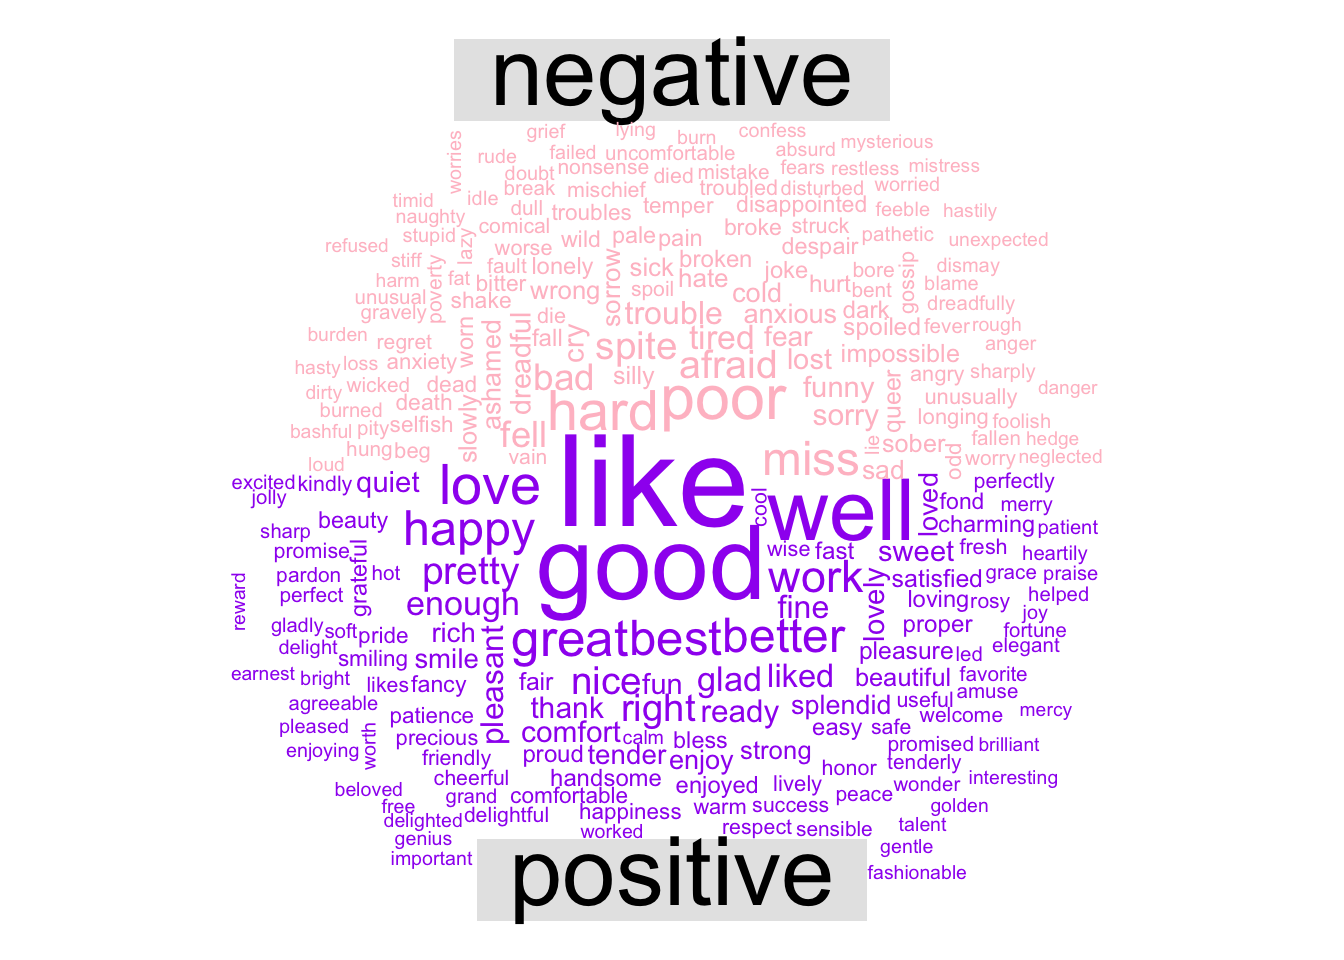 negative
grief lying burn confess
worries rude failed uncomfortable absurd mysterious
doubt nonsense died mistake fears restless mistress
timid idle break mischief troubled disturbed worried
naughty dull troubles temper disappointed feeble hastily
refused stupid lazy comical wild pale pain broke struck pathetic unexpected
stiff worse sorrow broken despair gossip
harm poverty fat fault lonely sick hate joke bore dismay
unusual bitter wrong spoil cold hurt bent blame
gravely shake die trouble anxious dark dreadfully
burden regret worn dreadful fall cry spite tired fear spoiled fever rough
hasty loss anxiety ashamed bad silly afraid lost impossible anger
dirty wicked dead funny queer angry sharply danger
burned death slowly hard poor sorry unusually
bashful pity selfish fell longing foolish
loud hung beg vain miss lie sober odd fallen hedge
sad worry neglected
excited kindly quiet love like cool well loved perfectly
jolly happy fond merry
sharp beauty good charming patient
promise grateful pretty wise fast sweet fresh heartily
reward pardon hot work lovely satisfied grace praise
perfect enough fine loving rosy helped
gladly soft pride rich pleasant great best better proper joy
delight fortune
smiling smile pleasure led elegant
earnest bright likes fancy fair nice fun glad liked beautiful favorite
agreeable thank right ready splendid useful amuse
pleased worth patience comfort easy safe welcome mercy
enjoying precious calm bless promised brilliant
friendly proud tender enjoy strong tenderly
beloved cheerful handsome enjoyed lively honor wonder interesting
free grand comfortable warm success peace golden
delighted delightful happiness
genius worked respect sensible talent
important gentle
positive fashionable